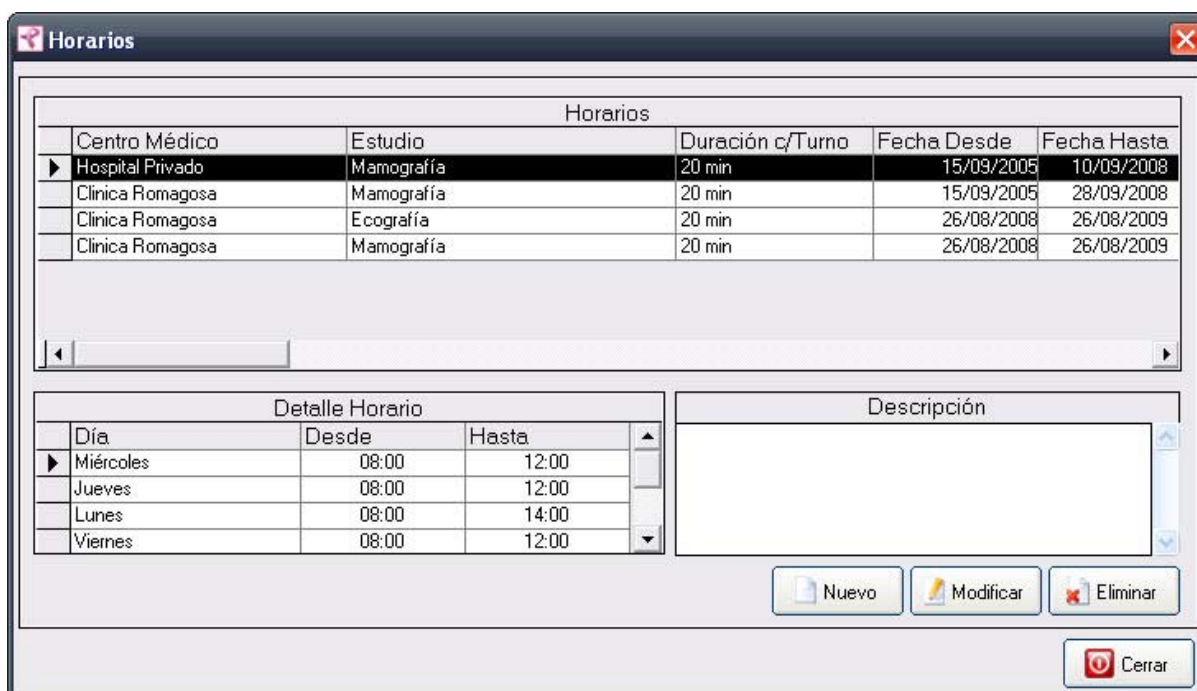 Horarios
Horarios
Centro Médico Estudio Duración c/Turno Fecha Desde Fecha Hasta
Hospital Privado Mamografía 20 min 15/09/2005 10/09/2008
Clinica Romagosa Mamografía 20 min 15/09/2005 28/09/2008
Clinica Romagosa Ecografía 20 min 26/08/2008 26/08/2009
Clinica Romagosa Mamografía 20 min 26/08/2008 26/08/2009
Detalle Horario
Día Desde Hasta
Miércoles 08:00 12:00
Jueves 08:00 12:00
Lunes 08:00 14:00
Viernes 08:00 12:00
Descripción
Nuevo Modificar Eliminar
Cerrar